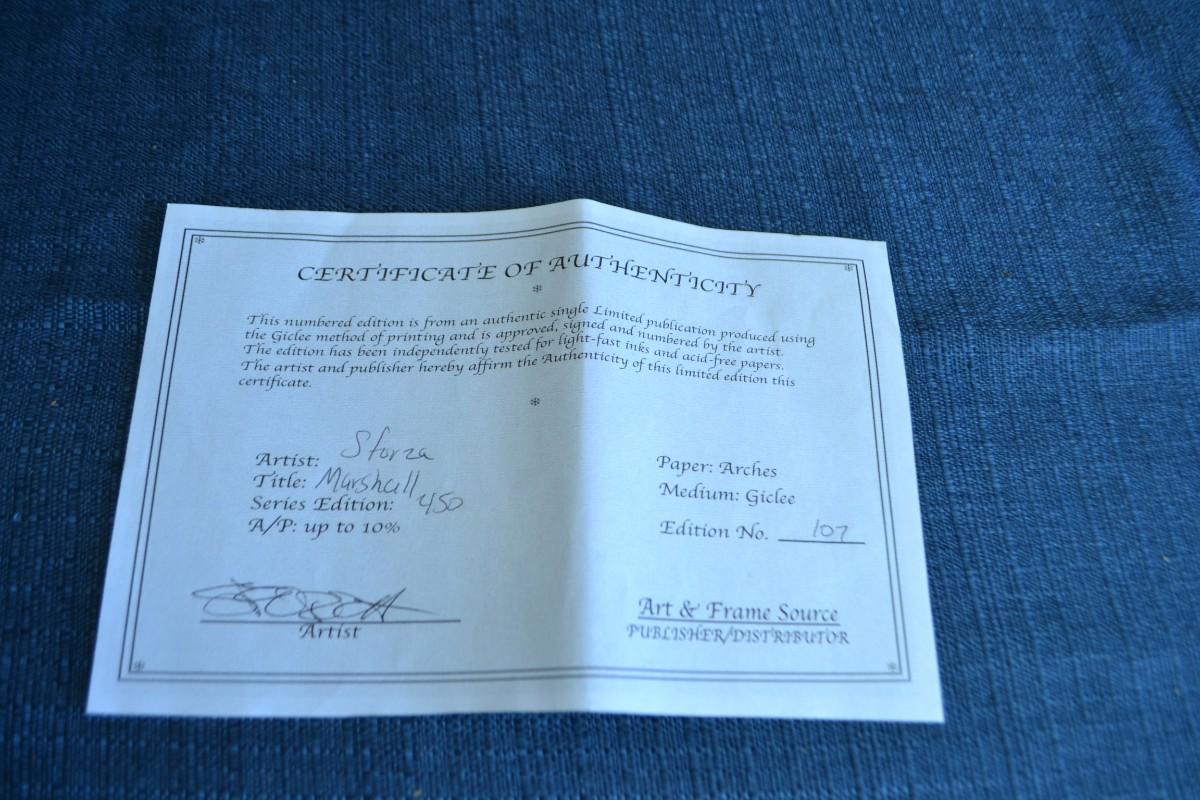 CERTIFICATE OF AUTHENTICITY
This numbered edition is from an authentic single Limited publication produced using
the Giclee method of printing and is approved, signed and numbered by the artist.
The edition has been independently tested for light-fast inks and acid-free papers.
The artist and publisher hereby affirm the Authenticity of this limited edition this
certificate.
Artist: Sforza
Title: Marshall
Series Edition: 450
A/P: up to 10%
Paper: Arches
Medium: Giclee
Edition No. 107
Artist
Art & Frame Source
PUBLISHER/DISTRIBUTOR